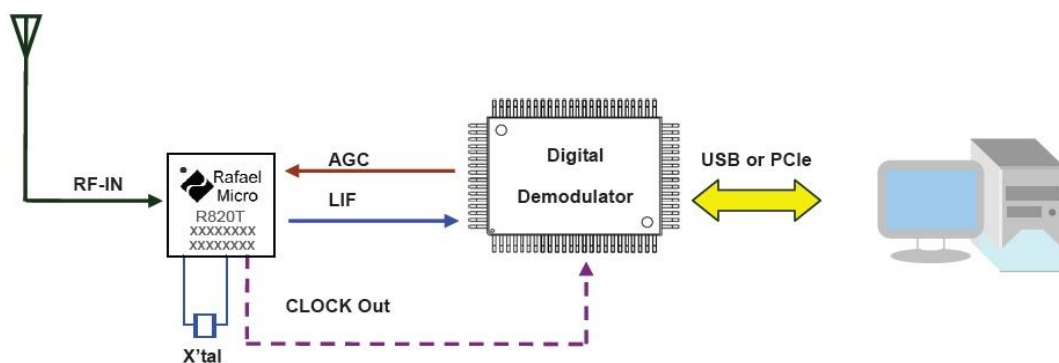 RF-IN
Rafael
Micro
R820T
XXXXXXXX
XXXXXXXX
X'tal
AGC
LIF
CLOCK Out
Digital
Demodulator
USB or PCIe